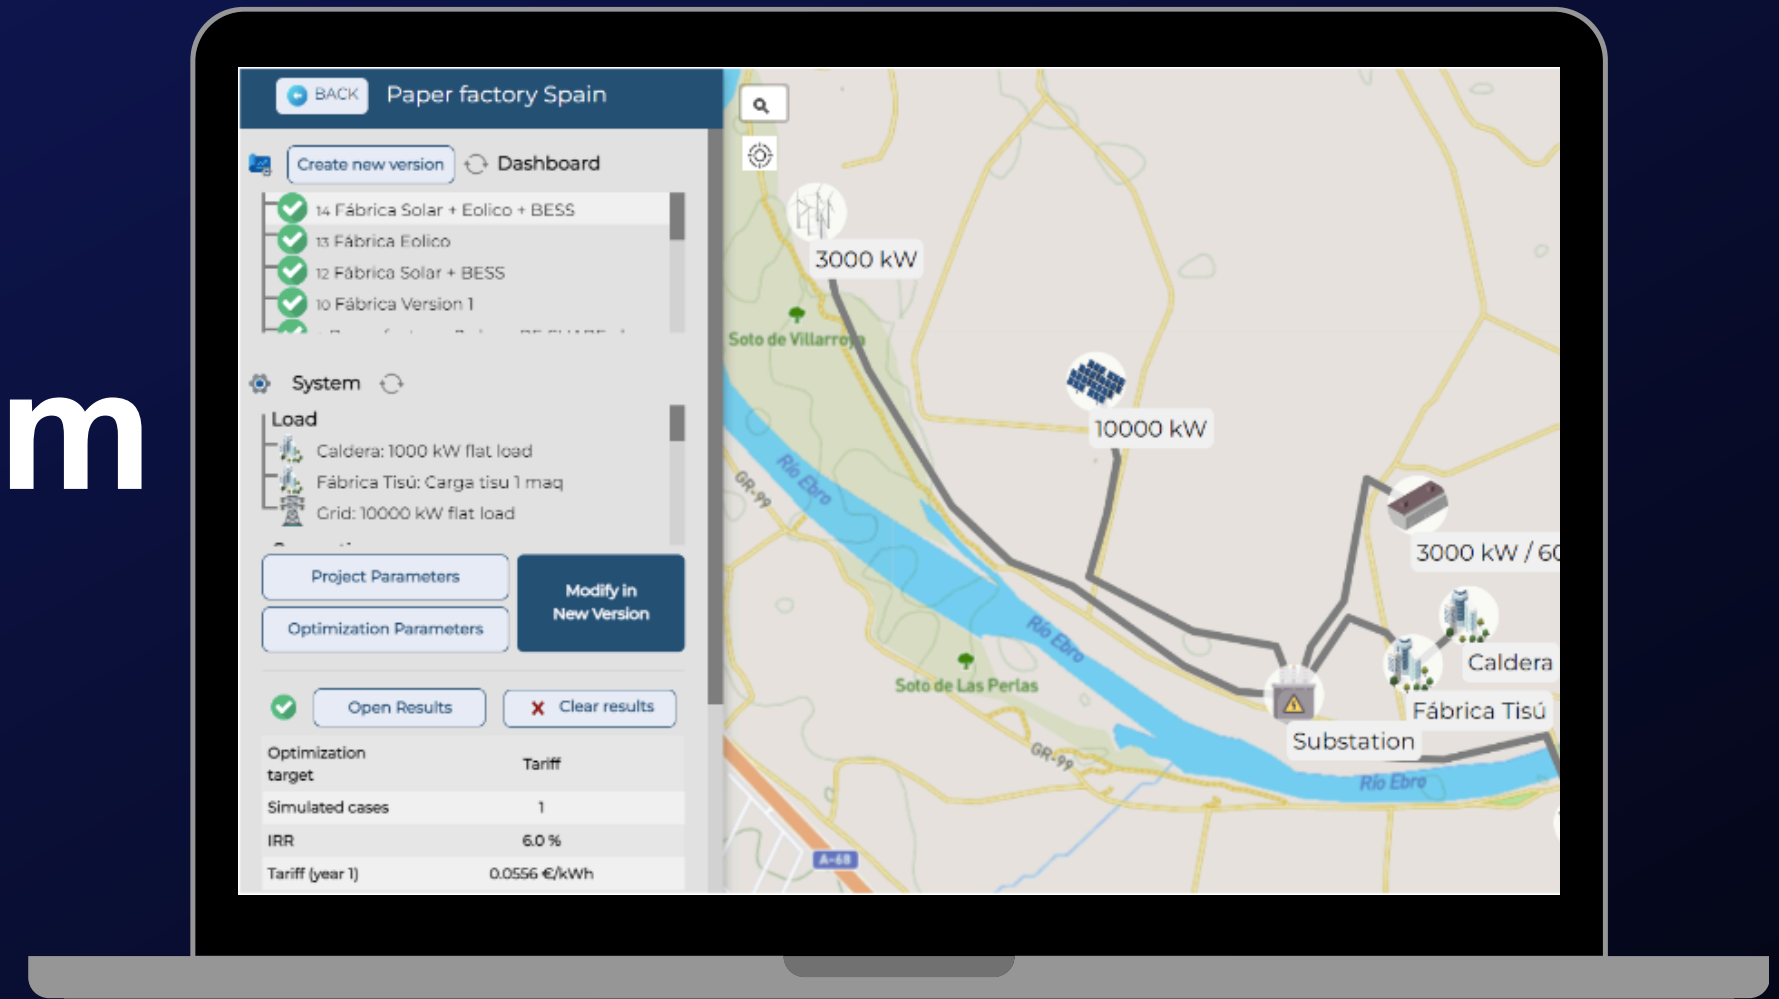 m
BACK
Paper factory Spain
Create new version
Dashboard
14 Fábrica Solar + Eolico + BESS
13 Fábrica Eolico
12 Fábrica Solar + BESS
10 Fábrica Version 1
System
Load
Caldera: 1000 kW flat load
Fábrica Tisú: Carga tisu 1 maq
Grid: 10000 kW flat load
Project Parameters
Optimization Parameters
Modify in
New Version
Open Results
Clear results
Optimization
target
Tariff
Simulated cases
1
IRR
6.0 %
Tariff (year 1)
0.0556 €/kWh
3000 kW
Soto de Villarroya
10000 kW
GR-99
Río Ebro
3000 kW / 60
Río Ebro
Caldera
Soto de Las Perlas
Fábrica Tisú
Substation
GR-99
Río Ebro
A-68